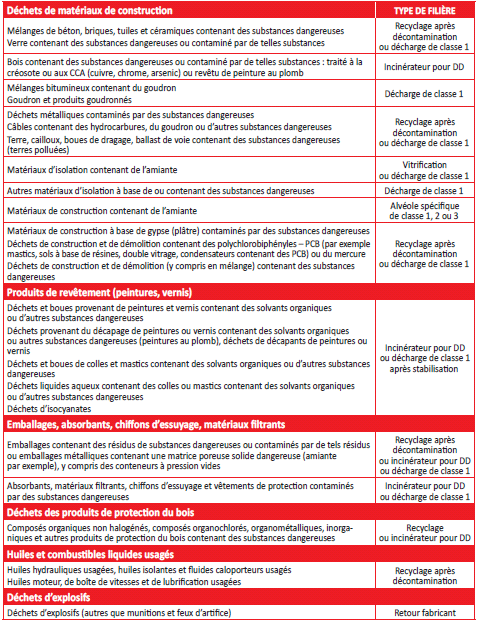 Déchets de matériaux de construction
TYPE DE FILIÈRE
Mélanges de béton, briques, tuiles et céramiques contenant des substances dangereuses
Verre contenant des substances dangereuses ou contaminé par de telles substances
Recyclage après
décontamination
ou décharge de classe 1
Bois contenant des substances dangereuses ou contaminé par de telles substances : traité à la
créosote ou aux CCA (cuivre, chrome, arsenic) ou revêtu de peinture au plomb
Incinérateur pour DD
Mélanges bitumineux contenant du goudron
Goudron et produits goudronnés
Décharge de classe 1
Déchets métalliques contaminés par des substances dangereuses
Câbles contenant des hydrocarbures, du goudron ou d'autres substances dangereuses
Terre, cailloux, boues de dragage, ballast de voie contenant des substances dangereuses
(terres polluées)
Recyclage après
décontamination
ou décharge de classe 1
Matériaux d'isolation contenant de l'amiante
Vitrification
ou décharge de classe 1
Autres matériaux d'isolation à base de ou contenant des substances dangereuses
Décharge de classe 1
Matériaux de construction contenant de l'amiante
Alvéole spécifique
de classe 1, 2 ou 3
Matériaux de construction à base de gypse (plâtre) contaminés par des substances dangereuses
Déchets de construction et de démolition contenant des polychlorobiphényles – PCB (par exemple
mastics, sols à base de résines, double vitrage, condensateurs contenant des PCB) ou du mercure
Déchets de construction et de démolition (y compris en mélange) contenant des substances
dangereuses
Recyclage après
décontamination
ou décharge de classe 1
Produits de revêtement (peintures, vernis)
Déchets et boues provenant de peintures et vernis contenant des solvants organiques
ou d'autres substances dangereuses
Déchets provenant du décapage de peintures ou vernis contenant des solvants organiques
ou autres substances dangereuses (peintures au plomb), déchets de décapants de peintures ou
vernis
Déchets et boues de colles et mastics contenant des solvants organiques ou d'autres substances
dangereuses
Déchets liquides aqueux contenant des colles ou mastics contenant des solvants organiques
ou d'autres substances dangereuses
Déchets d'isocyanates
Incinérateur pour DD
ou décharge de classe 1
après stabilisation
Emballages, absorbants, chiffons d'essuyage, matériaux filtrants
Emballages contenant des résidus de substances dangereuses ou contaminés par de tels résidus
ou emballages métalliques contenant une matrice poreuse solide dangereuse (amiante
par exemple), y compris des conteneurs à pression vides
Recyclage après
décontamination
ou incinérateur pour DD
ou décharge de classe 1
Absorbants, matériaux filtrants, chiffons d'essuyage et vêtements de protection contaminés
par des substances dangereuses
Incinérateur pour DD
ou décharge de classe 1
Déchets des produits de protection du bois
Composés organiques non halogénés, composés organochlorés, organométalliques, inorga-
niques et autres produits de protection du bois contenant des substances dangereuses
Recyclage
ou incinérateur pour DD
Huiles et combustibles liquides usagés
Huiles hydrauliques usagées, huiles isolantes et fluides caloporteurs usagés
Huiles moteur, de boîte de vitesses et de lubrification usagées
Recyclage après
décontamination
Déchets d'explosifs
Déchets d'explosifs (autres que munitions et feux d'artifice)
Retour fabricant